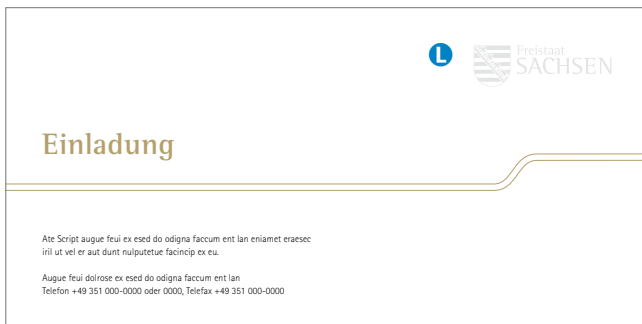 L
Freistaat
SACHSEN
Einladung
Ate Script augue feui ex esed do odigna faccum ent lan eniamet eraesec
iril ut vel er aut dunt nulputetue facincip ex eu.
Augue feui dolrose ex esed do odigna faccum ent lan
Telefon +49 351 000-0000 oder 0000, Telefax +49 351 000-0000